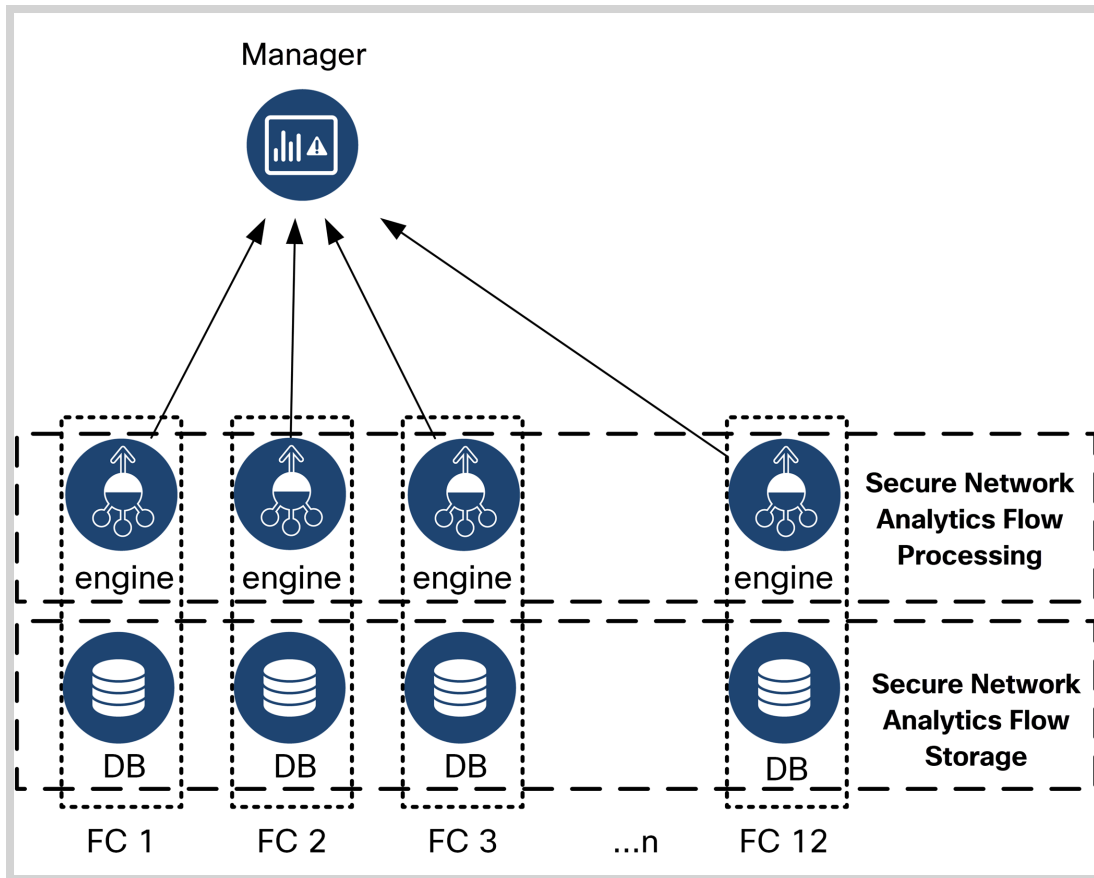 Manager
engine
engine
engine
engine
Secure Network
Analytics Flow
Processing
DB
DB
DB
DB
Secure Network
Analytics Flow
Storage
FC 1
FC 2
FC 3
...n
FC 12